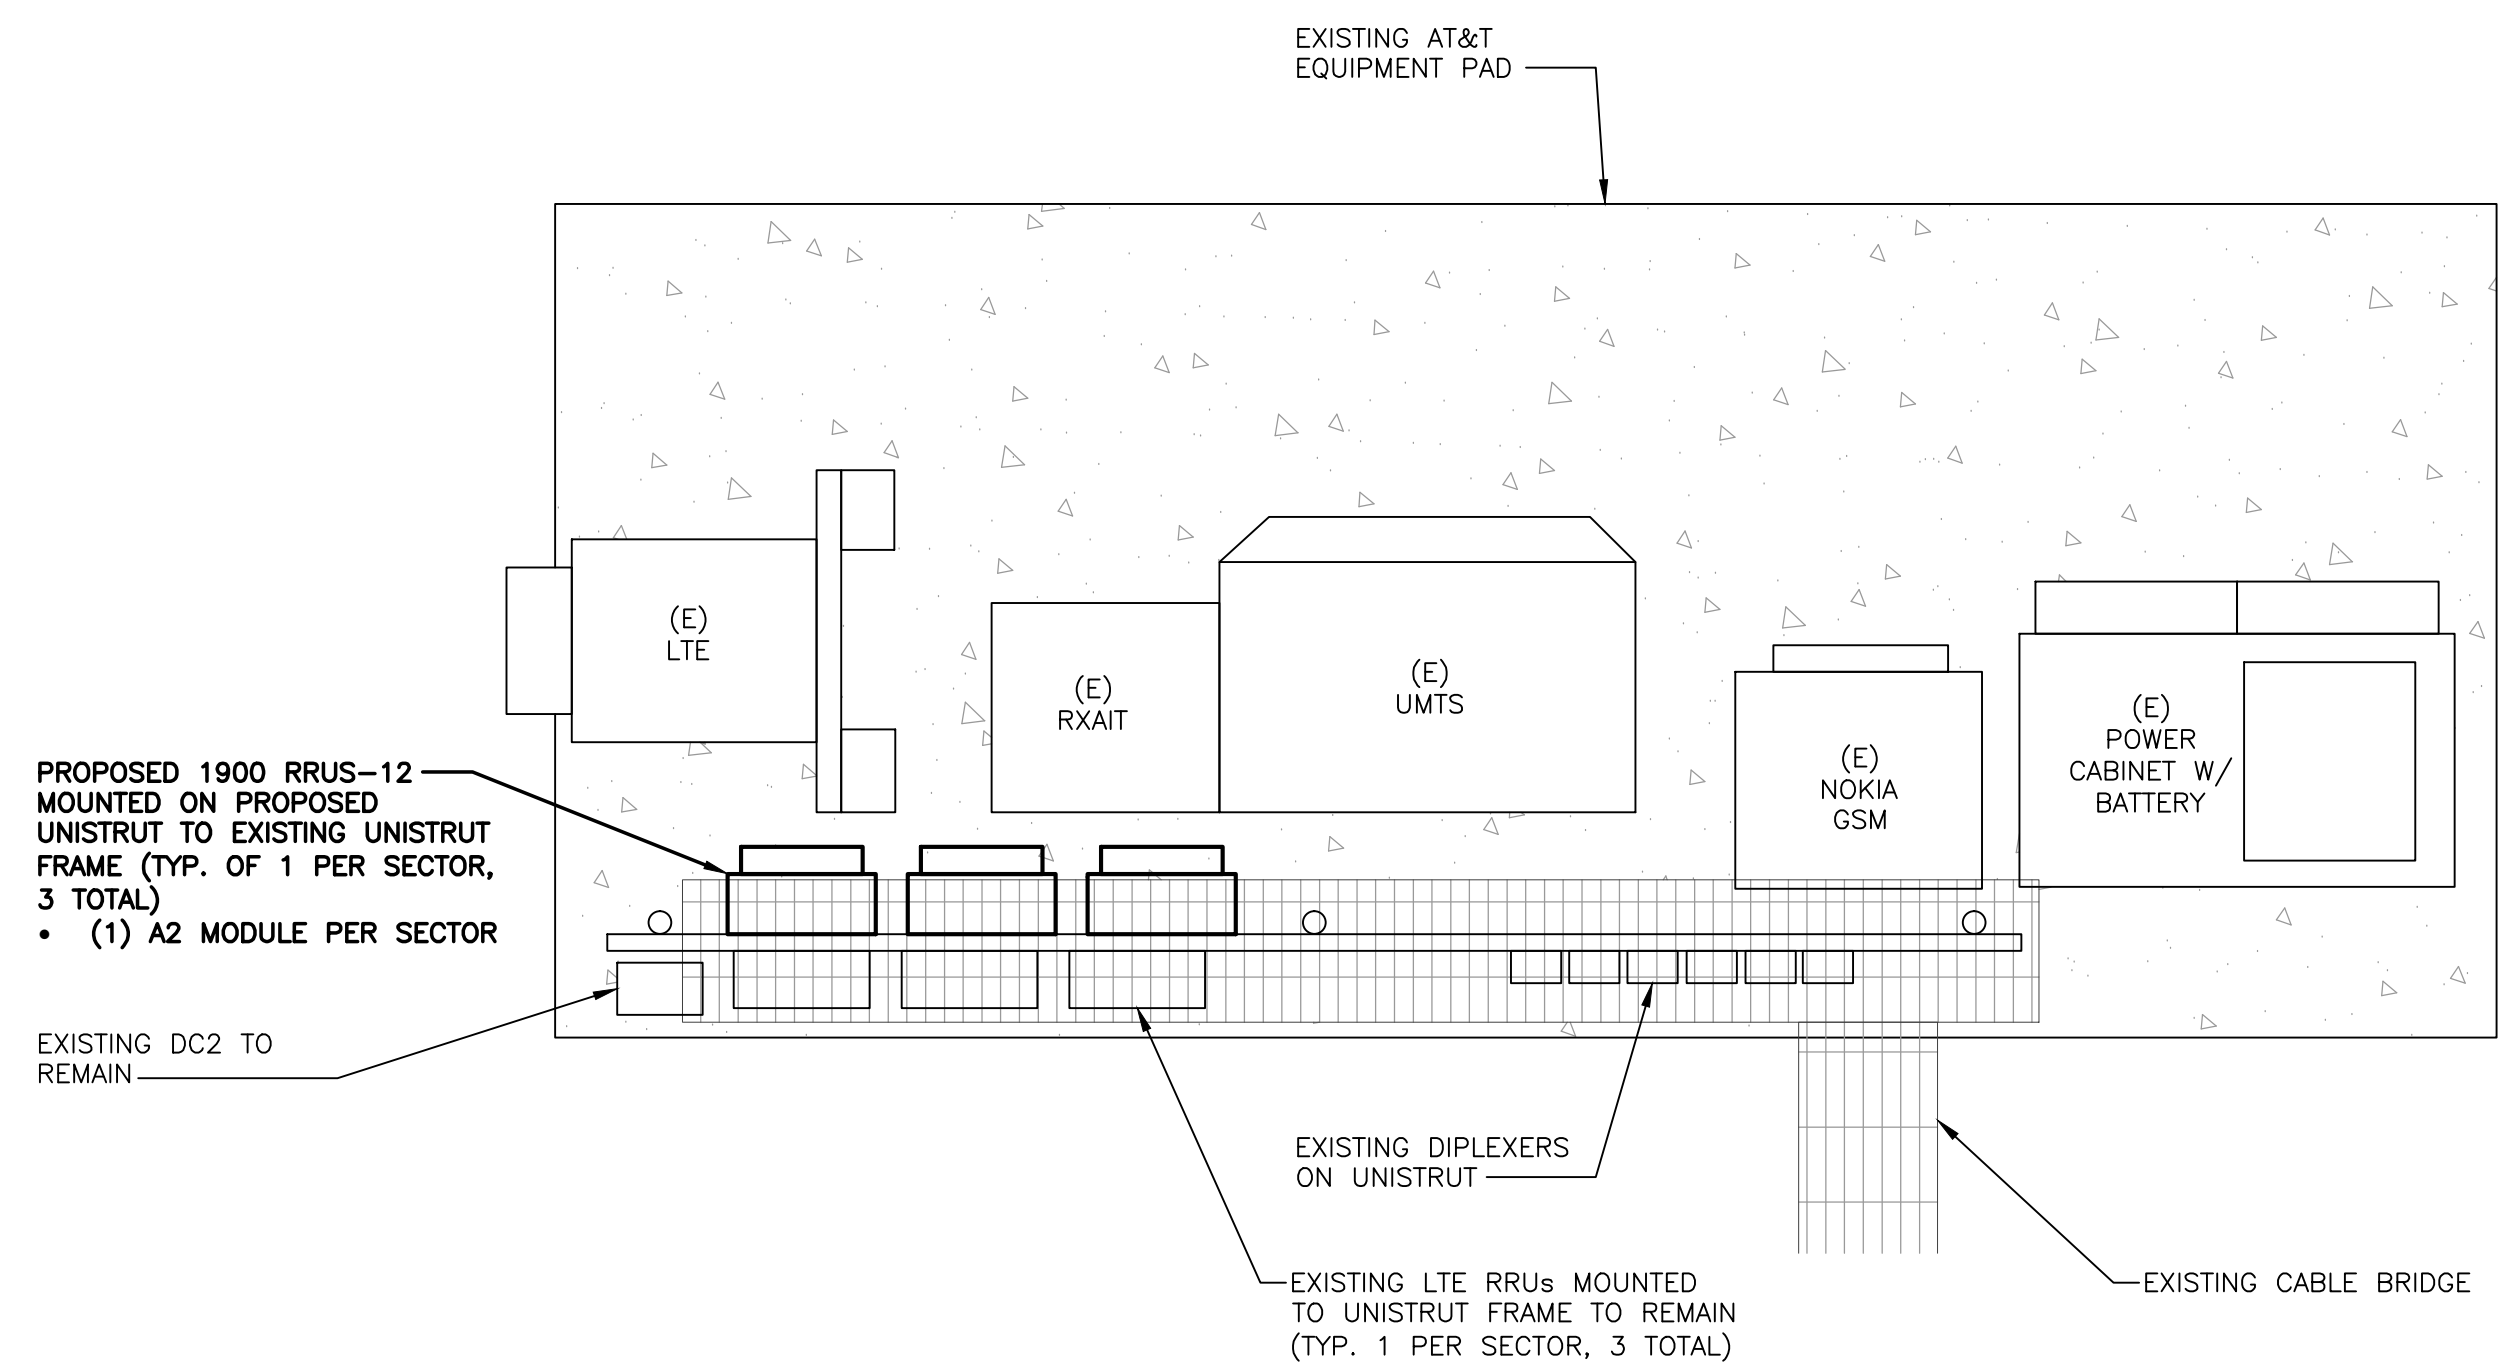 EXISTING AT&T
EQUIPMENT PAD
(E)
LTE
(E)
RXAIT
(E)
UMTS
(E)
NOKIA
GSM
(E)
POWER
CABINET W/
BATTERY
PROPOSED 1900 RRUS-12
MOUNTED ON PROPOSED
UNISTRUT TO EXISTING UNISTRUT
FRAME (TYP. OF 1 PER SECTOR,
3 TOTAL)
• (1) A2 MODULE PER SECTOR
EXISTING DC2 TO
REMAIN
EXISTING DIPLEXERS
ON UNISTRUT
EXISTING LTE RRUs MOUNTED
TO UNISTRUT FRAME TO REMAIN
(TYP. 1 PER SECTOR, 3 TOTAL)
EXISTING CABLE BRIDGE